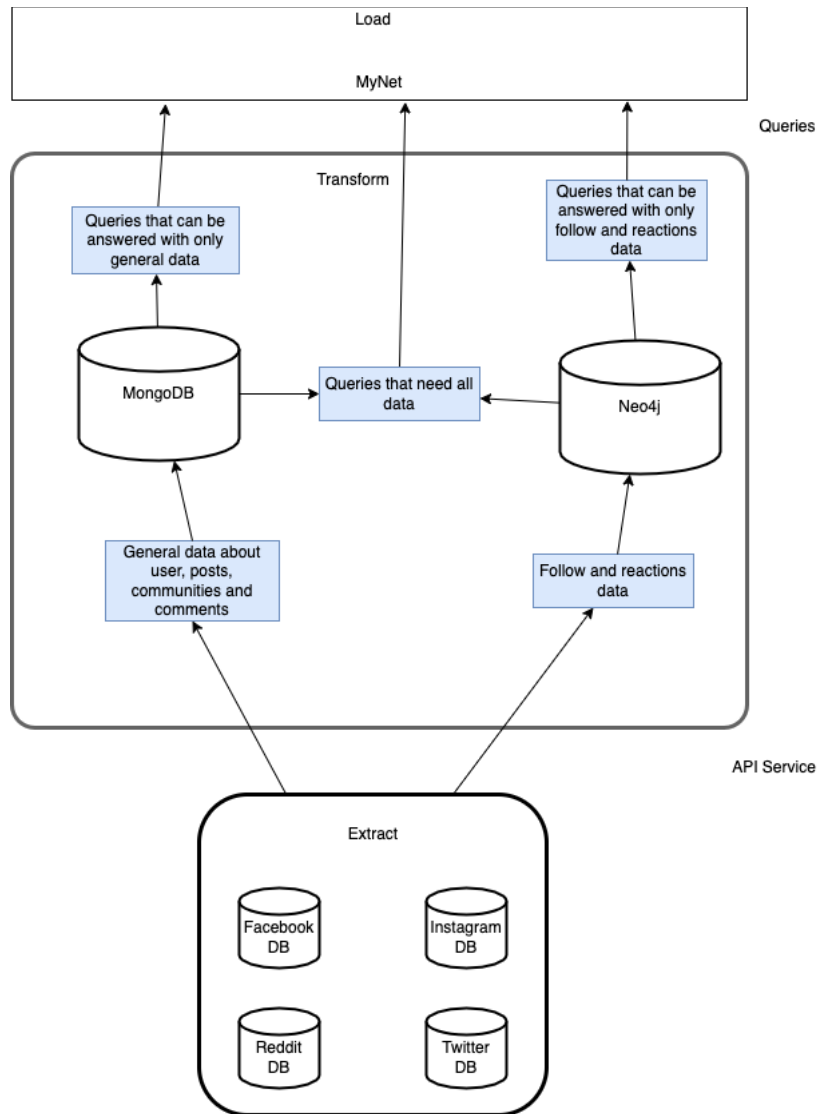 Load
MyNet
Queries
Transform
Queries that can be
answered with only
general data
Queries that can be
answered with only
follow and reactions
data
MongoDB
Queries that need all
data
Neo4j
General data about
user, posts,
communities and
comments
Follow and reactions
data
API Service
Extract
Facebook
DB
Instagram
DB
Reddit
DB
Twitter
DB